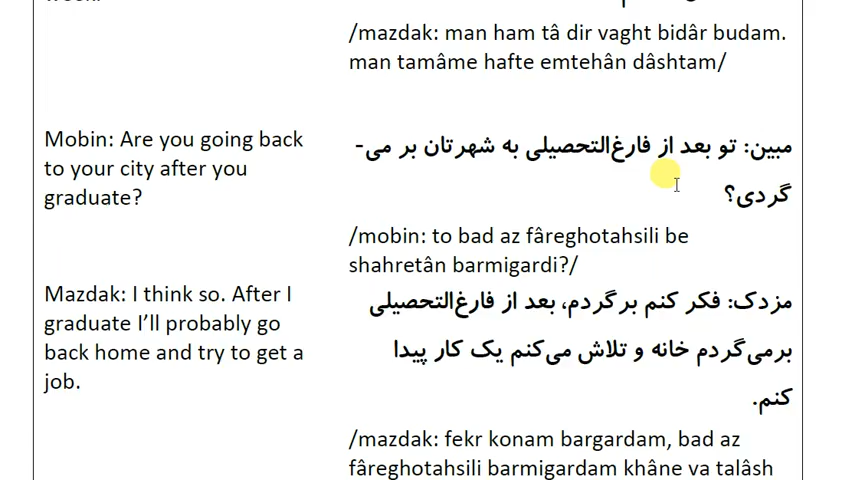 /mazdak: man ham tâ dir vaght bidâr budam.
man tamâme hafte emtehân dâshtam/
Mobin: Are you going back
to your city after you
graduate?
مبین: تو بعد از فارغ‌التحصیلی به شهرتان بر می-
گردی؟
/mobin: to bad az fâreghotahsili be
shahretân barmigardi?/
Mazdak: I think so. After I
graduate I’ll probably go
back home and try to get a
job.
مزدک: فکر کنم برگردم، بعد از فارغ‌التحصیلی
برمی‌گردم خانه و تلاش می‌کنم یک کار پیدا
کنم.
/mazdak: fekr konam bargardam, bad az
fâreghotahsili barmigardam khâne va talâsh